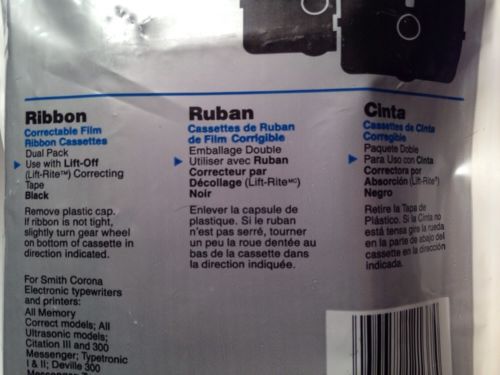 Ribbon
Correctable Film
Ribbon Cassettes
Dual Pack
Use with Lift-Off
(Lift-Rite™) Correcting
Tape
Black
Remove plastic cap.
If ribbon is not tight,
slightly turn gear wheel
on bottom of cassette in
direction indicated.
For Smith Corona
Electronic typewriters
and printers:
All Memory
Correct models; All
Ultrasonic models;
Citation III and 300
Messenger; Typetronic
I & II; Deville 300
Ruban
Cassettes de Ruban
de Film Corrigible
Emballage Double
Utiliser avec Ruban
Correcteur par
Décollage (Lift-Rite MC)
Noir
Enlever la capsule de
plastique. Si le ruban
n'est pas serré, tourner
un peu la roue dentée au
bas de la cassette dans
la direction indiquée.
Cinta
Cassettes de Cinta
Corregible
Paquete Doble
Para Uso con Cinta
Correctora por
Absorción (Lift-Rite®)
Negro
Retire la Tapa de
Plástico. Si la Cinta no
está tensa gire la rueda
en la parte de abajo del
cassette en la dirección
indicada.